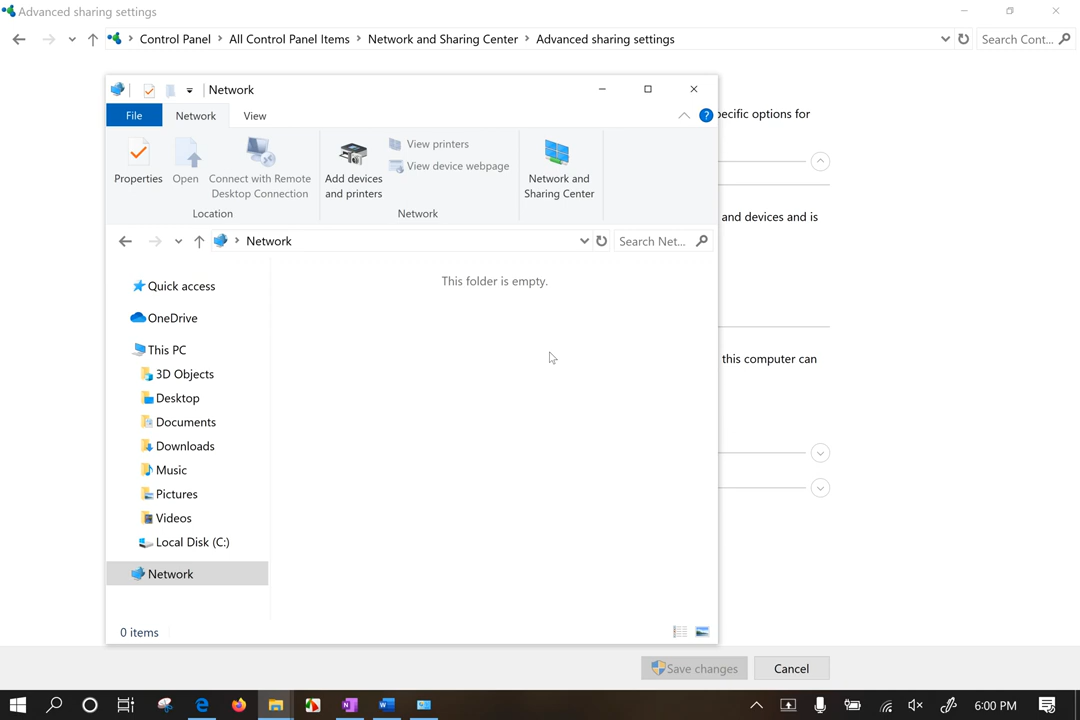 Advanced sharing settings
Control Panel > All Control Panel Items > Network and Sharing Center > Advanced sharing settings
Search Cont...
Network
File Network View
pecific options for
Properties
Open
Connect with Remote
Desktop Connection
Location
Add devices
and printers
View printers
View device webpage
Network
Network and
Sharing Center
and devices and is
Network
Search Net...
Quick access
OneDrive
This PC
3D Objects
Desktop
Documents
Downloads
Music
Pictures
Videos
Local Disk (C:)
Network
This folder is empty.
this computer can
0 items
Save changes
Cancel
6:00 PM